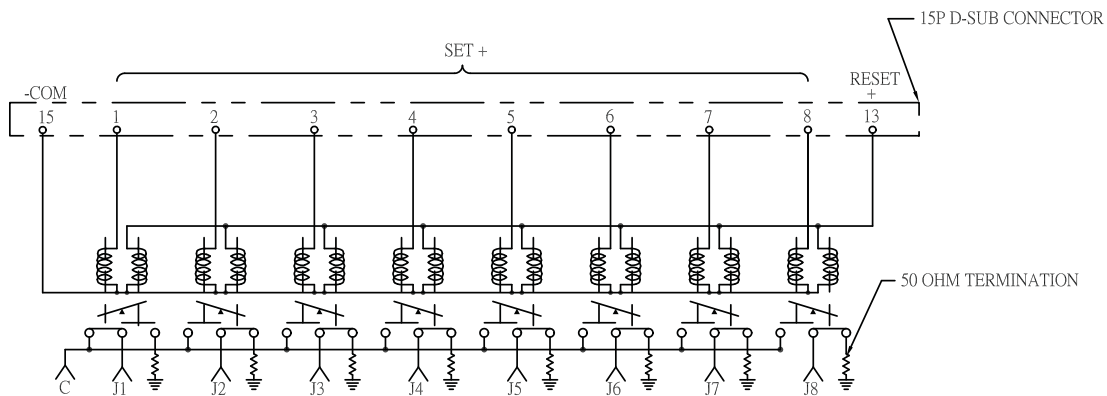 15P D-SUB CONNECTOR
SET +
-COM
RESET
+
15 1 2 3 4 5 6 7 8 13
50 OHM TERMINATION
C J1 J2 J3 J4 J5 J6 J7 J8